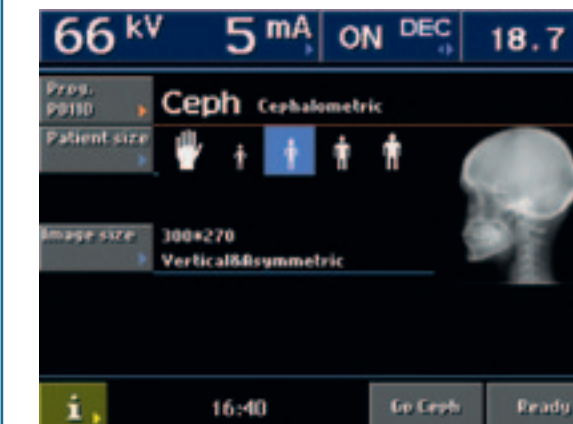 66 kV 5 mA ON DEC 18.7
Prog.
P0110
Ceph Cephalometric
Patient size
Image size
300*270
Vertical&Asymmetric
i 16:40 Go Ceph Ready